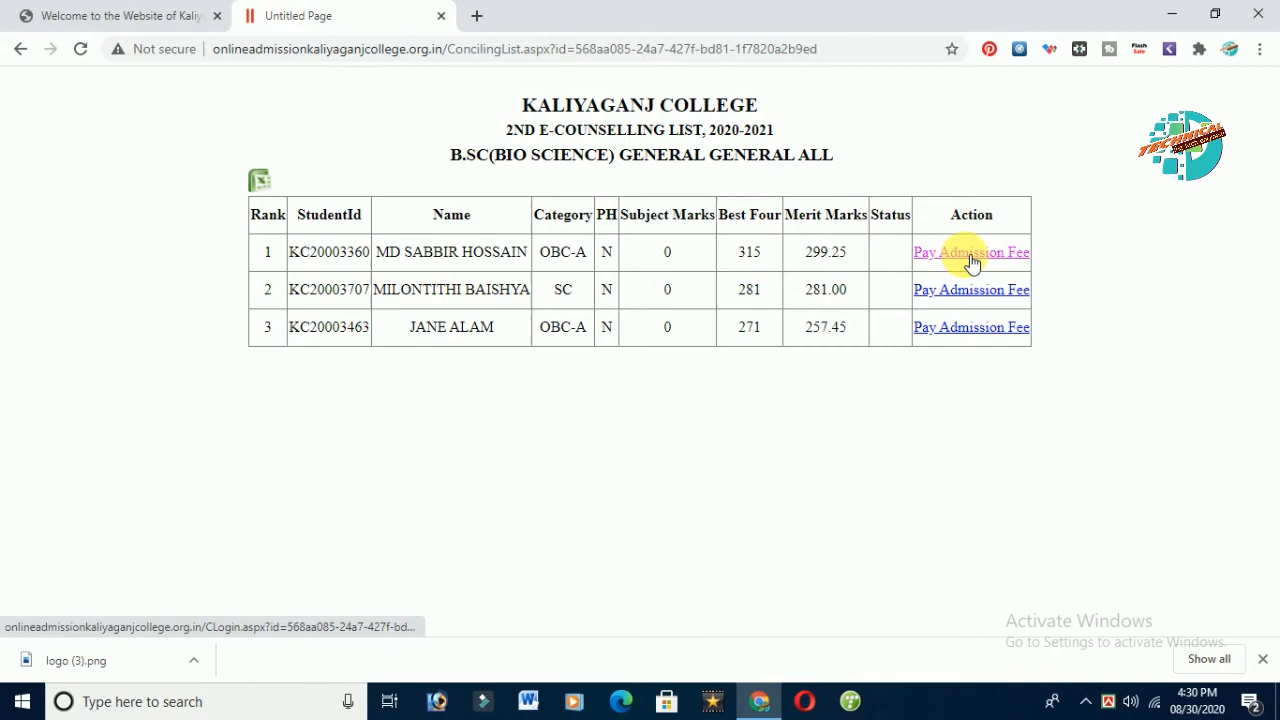 Welcome to the Website of Kaliy
Untitled Page
Not secure
onlineadmissionkaliyaganjcollege.org.in/ConcilingList.aspx?id=568aa085-24a7-427f-bd81-1f7820a2b9ed
KALIYAGANJ COLLEGE
2ND E-COUNSELLING LIST, 2020-2021
B.SC(BIO SCIENCE) GENERAL GENERAL ALL
TECHNICAL
Rank StudentId Name Category PH Subject Marks Best Four Merit Marks Status Action
1 KC20003360 MD SABBIR HOSSAIN OBC-A N 0 315 299.25 Pay Admission Fee
2 KC20003707 MILONTITHI BAISHYA SC N 0 281 281.00 Pay Admission Fee
3 KC20003463 JANE ALAM OBC-A N 0 271 257.45 Pay Admission Fee
onlineadmissionkaliyaganjcollege.org.in/CLogin.aspx?id=568aa085-24a7-427f-bd...
Activate Windows
Go to Settings to activate Windows.
logo (3).png
Show all
Type here to search
4:30 PM
08/30/2020
2